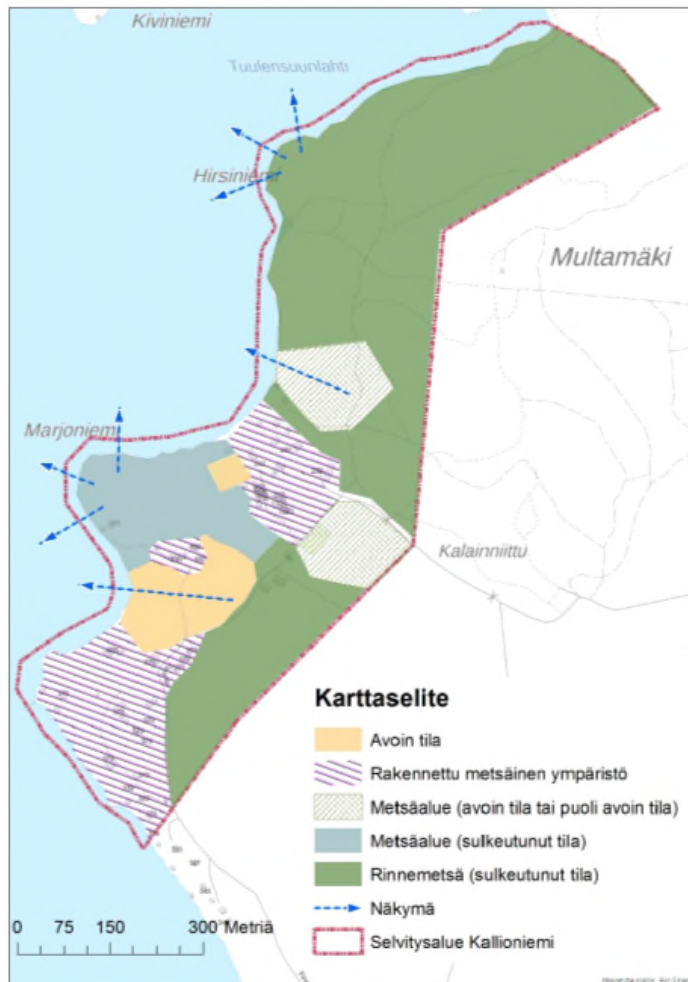 Kiviniemi
Tuulensuunlahti
Hirsiniemi
Multamäki
Marjoniemi
Kalainniittu
Karttaselite
Avoin tila
Rakennettu metsäinen ympäristö
Metsäalue (avoin tila tai puoli avoin tila)
Metsäalue (sulkeutunut tila)
Rinnemetsä (sulkeutunut tila)
Näkymä
Selvitysalue Kallioniemi
0 75 150 300 Metriä